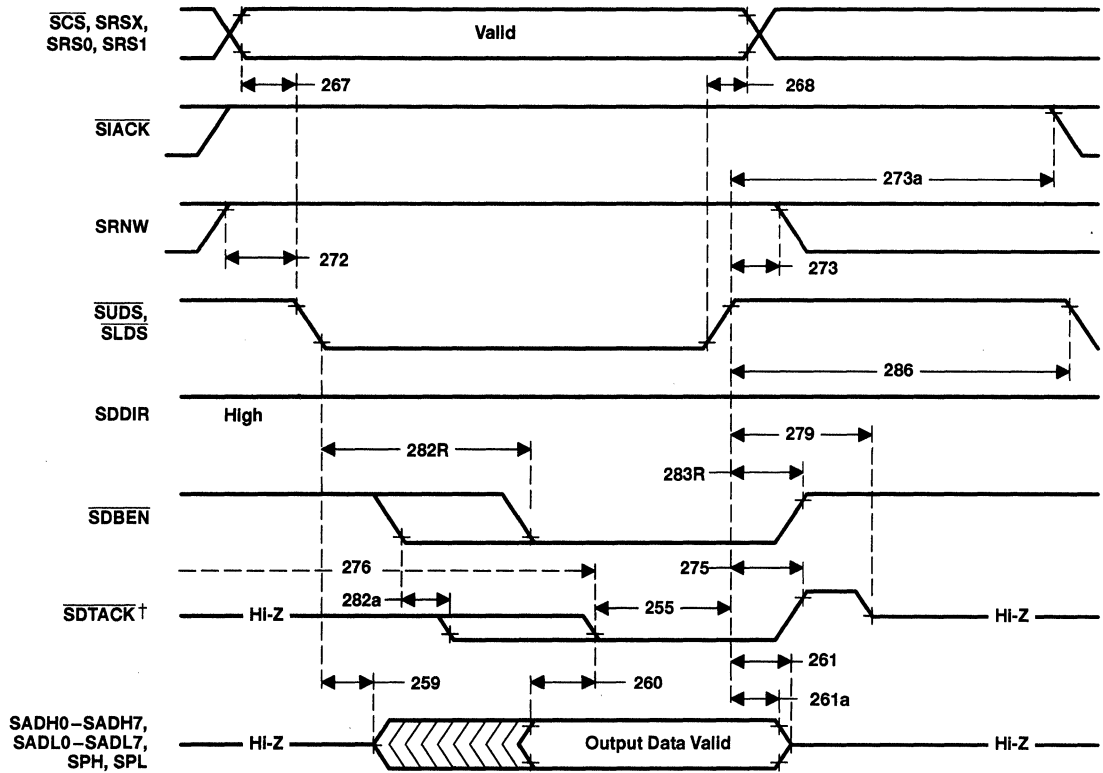 SCS, SRSX,
SRS0, SRS1
Valid
267
268
SIACK
273a
SRNW
272
273
SUDS,
SLDS
286
SDDIR
High
282R
279
283R
SDBEN
276
275
282a
255
SDTACK†
Hi-Z
Hi-Z
259
260
261
261a
SADH0–SADH7,
SADL0–SADL7,
SPH, SPL
Hi-Z
Output Data Valid
Hi-Z